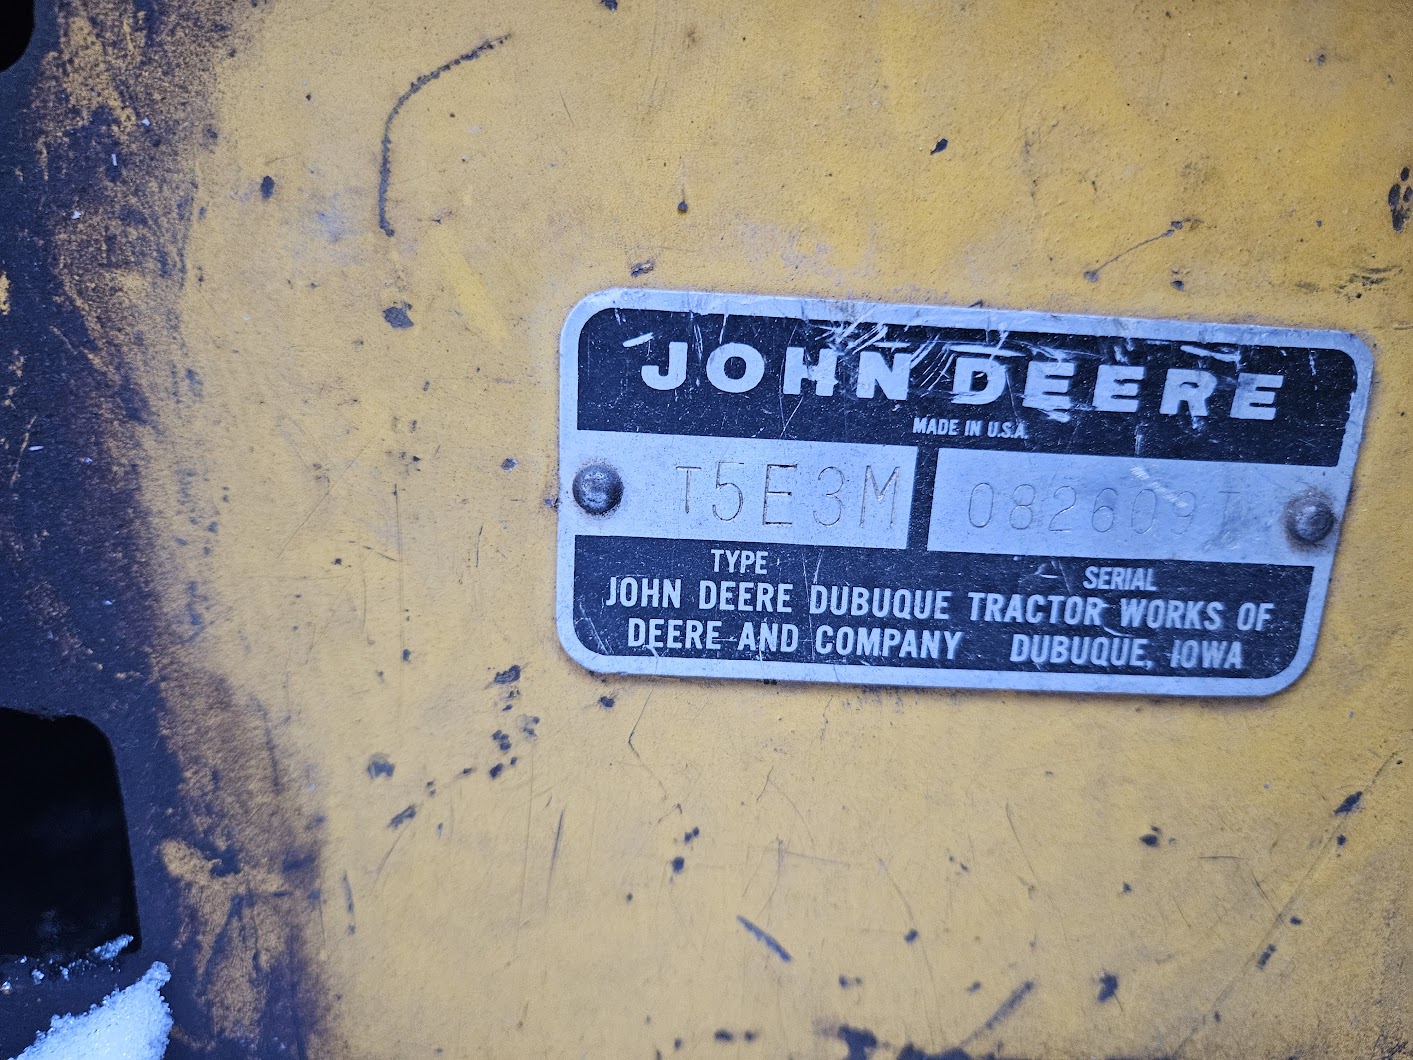 JOHN DEERE
MADE IN U.S.A.
T5E3M 082609T
TYPE SERIAL
JOHN DEERE DUBUQUE TRACTOR WORKS OF
DEERE AND COMPANY DUBUQUE, IOWA